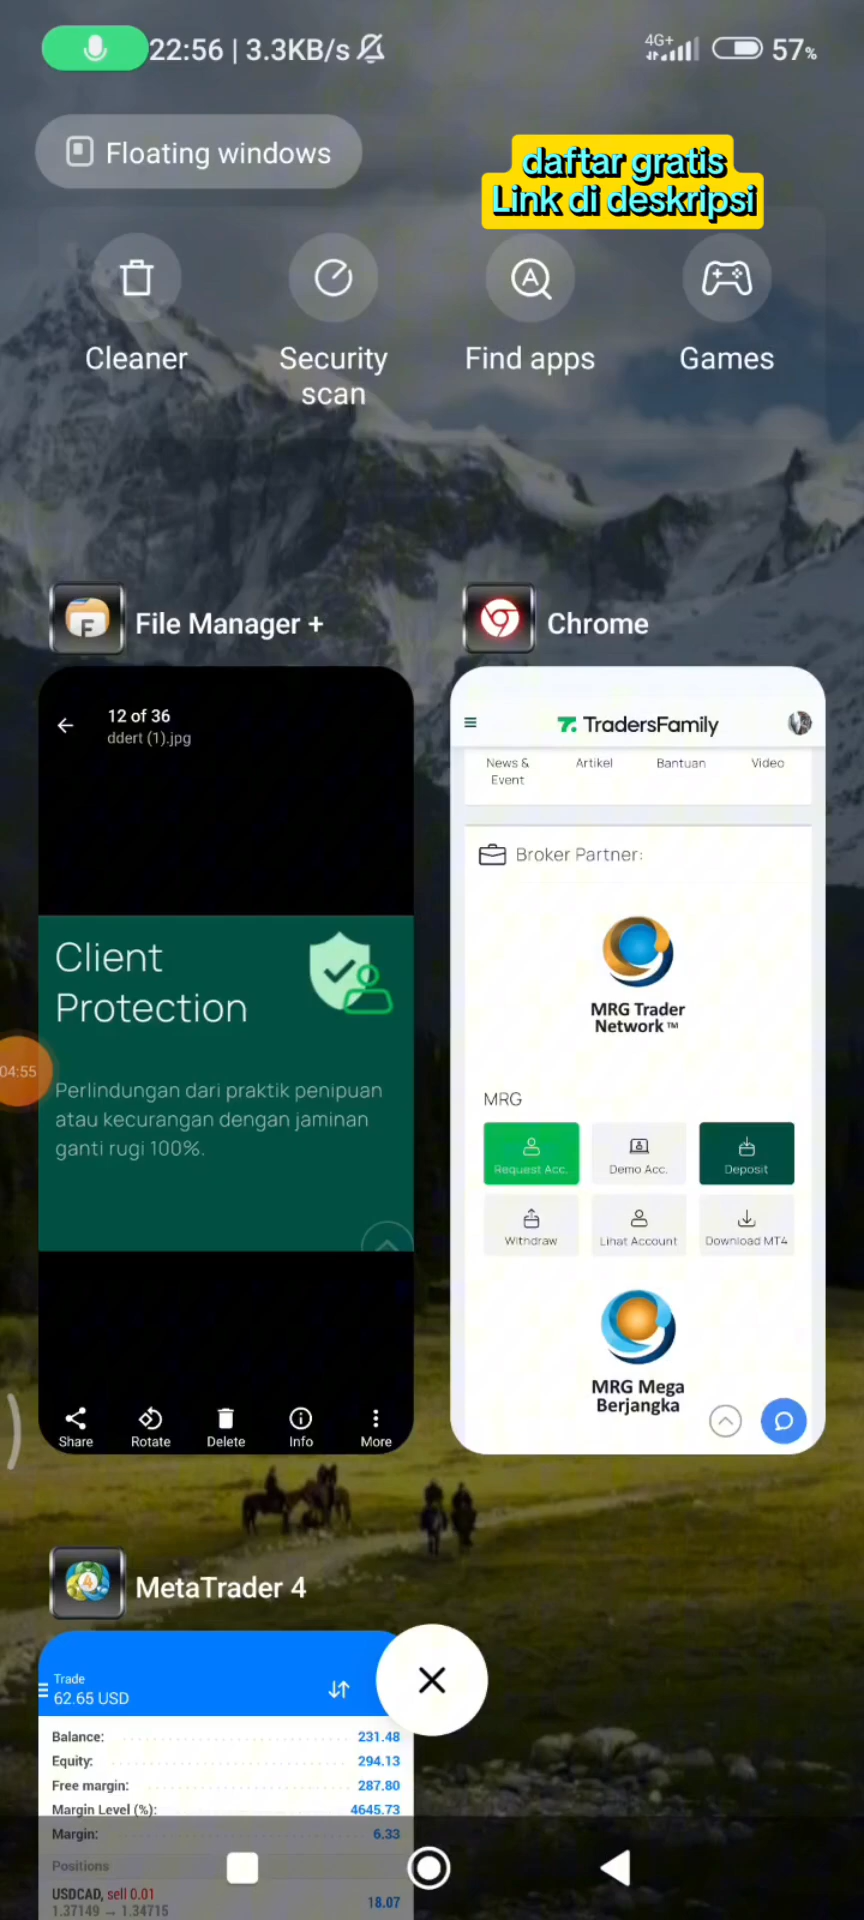 22:56 | 3.3KB/s
4G+
57%
Floating windows
daftar gratis
Link di deskripsi
Cleaner
Security
scan
Find apps
Games
File Manager +
12 of 36
ddert (1).jpg
Client
Protection
Perlindungan dari praktik penipuan
atau kecurangan dengan jaminan
ganti rugi 100%.
04:55
Share
Rotate
Delete
Info
More
Chrome
TradersFamily
News &
Event
Artikel
Bantuan
Video
Broker Partner:
MRG Trader
Network™
MRG
Request Acc.
Demo Acc.
Deposit
Withdraw
Lihat Account
Download MT4
MRG Mega
Berjangka
MetaTrader 4
Trade
62.65 USD
Balance: 231.48
Equity: 294.13
Free margin: 287.80
Margin Level (%): 4645.73
Margin: 6.33
Positions
USDCAD, sell 0.01
1.37149 → 1.34715 18.07